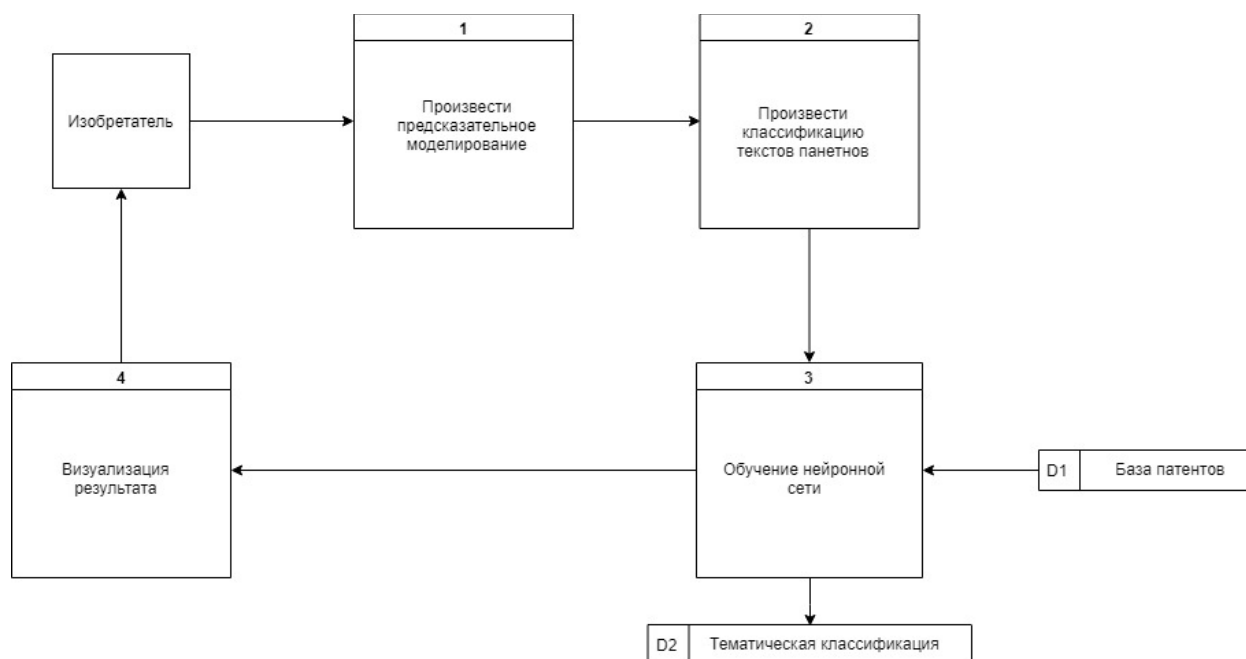 1
Произвести
предсказательное
моделирование
2
Произвести
классификацию
текстов панетнов
Изобретатель
4
Визуализация
результата
3
Обучение нейронной
сети
D1
База патентов
D2
Тематическая классификация